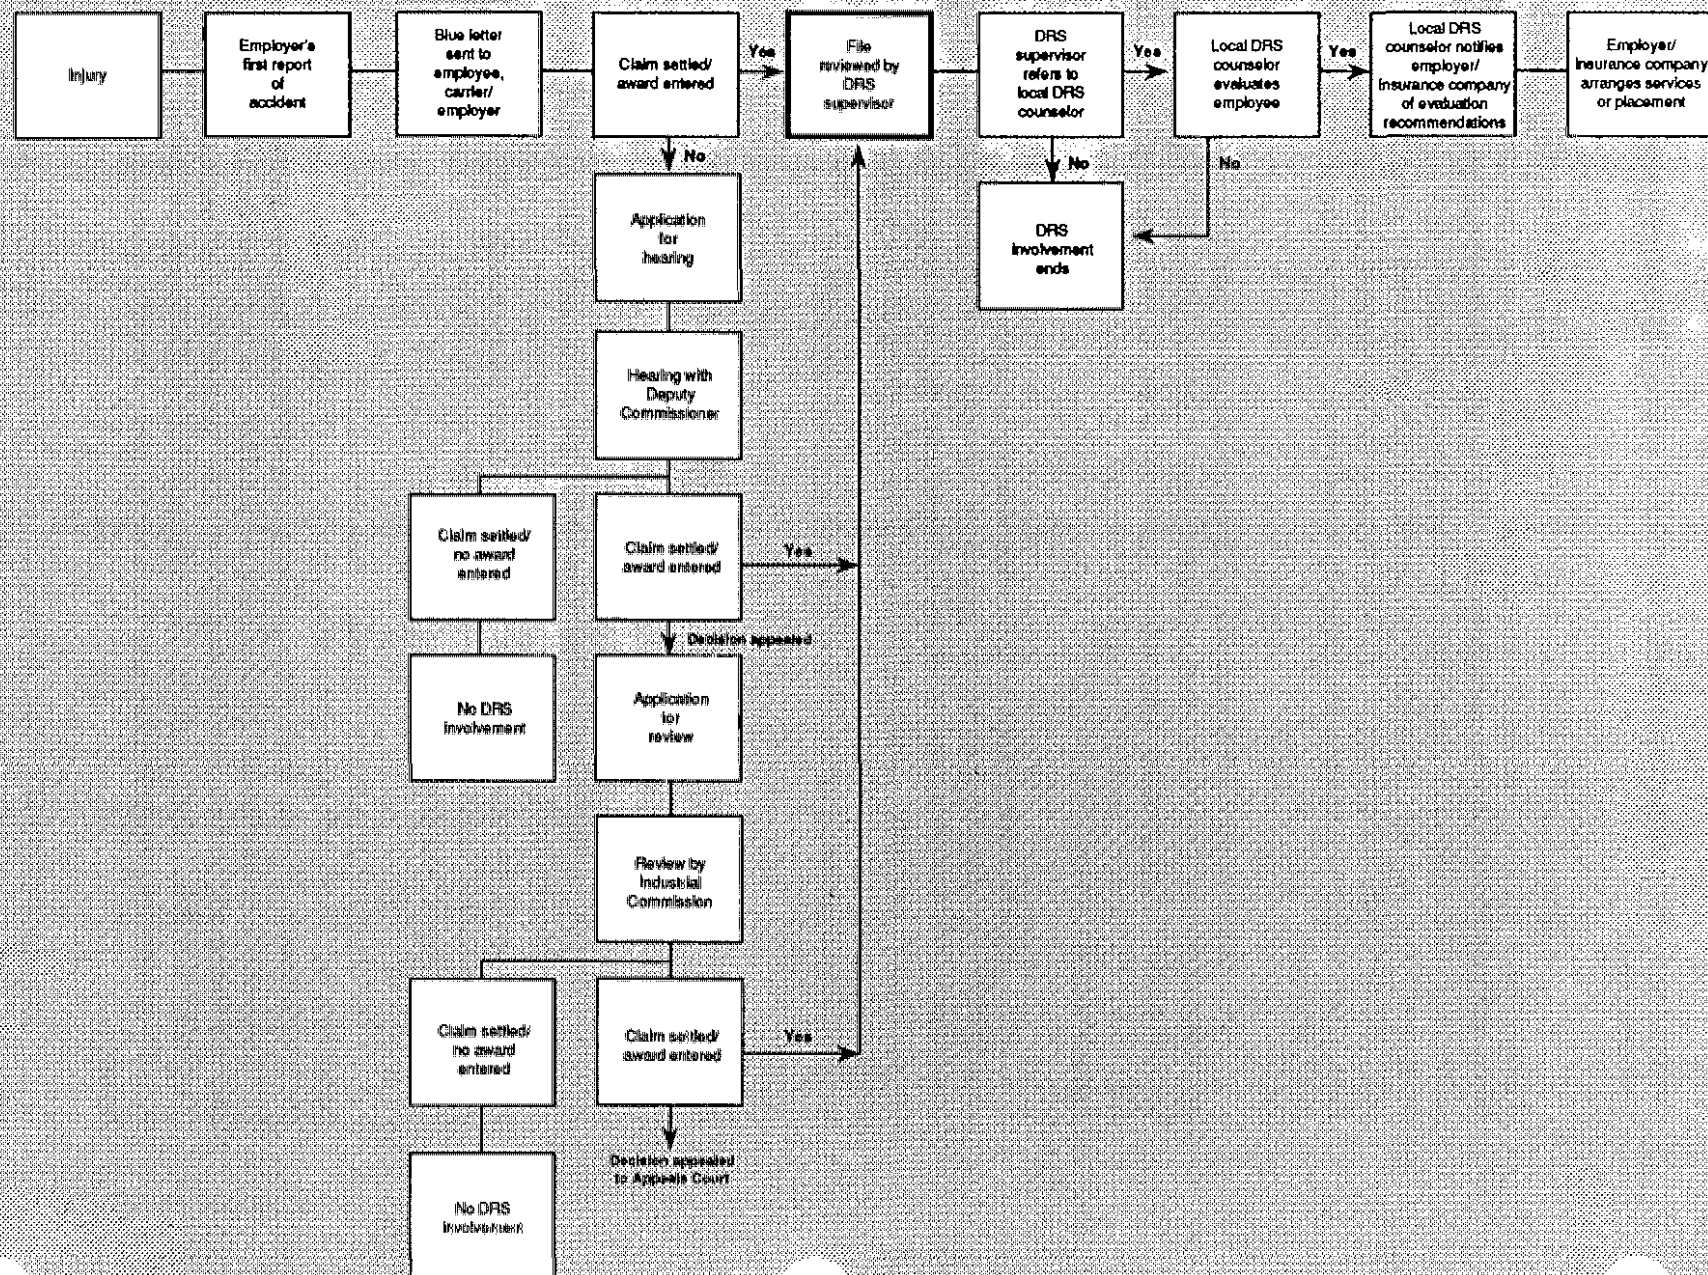 Injury
Employer's
first report
of
accident
Blue letter
sent to
employee,
carrier/
employer
Claim settled/
award entered
Yes
File
reviewed by
DRS
supervisor
DRS
supervisor
refers to
local DRS
counselor
Yes
Local DRS
counselor
evaluates
employee
Yes
Local DRS
counselor notifies
employer/
insurance company
of evaluation
recommendations
Employer/
insurance company
arranges services
or placement
No
No
No
Application
for
hearing
DRS
involvement
ends
Hearing with
Deputy
Commissioner
Claim settled/
no award
entered
Claim settled/
award entered
Yes
Decision appealed
No DRS
involvement
Application
for
review
Review by
Industrial
Commission
Claim settled/
no award
entered
Claim settled/
award entered
Yes
Decision appealed
to Appeals Court
No DRS
involvement